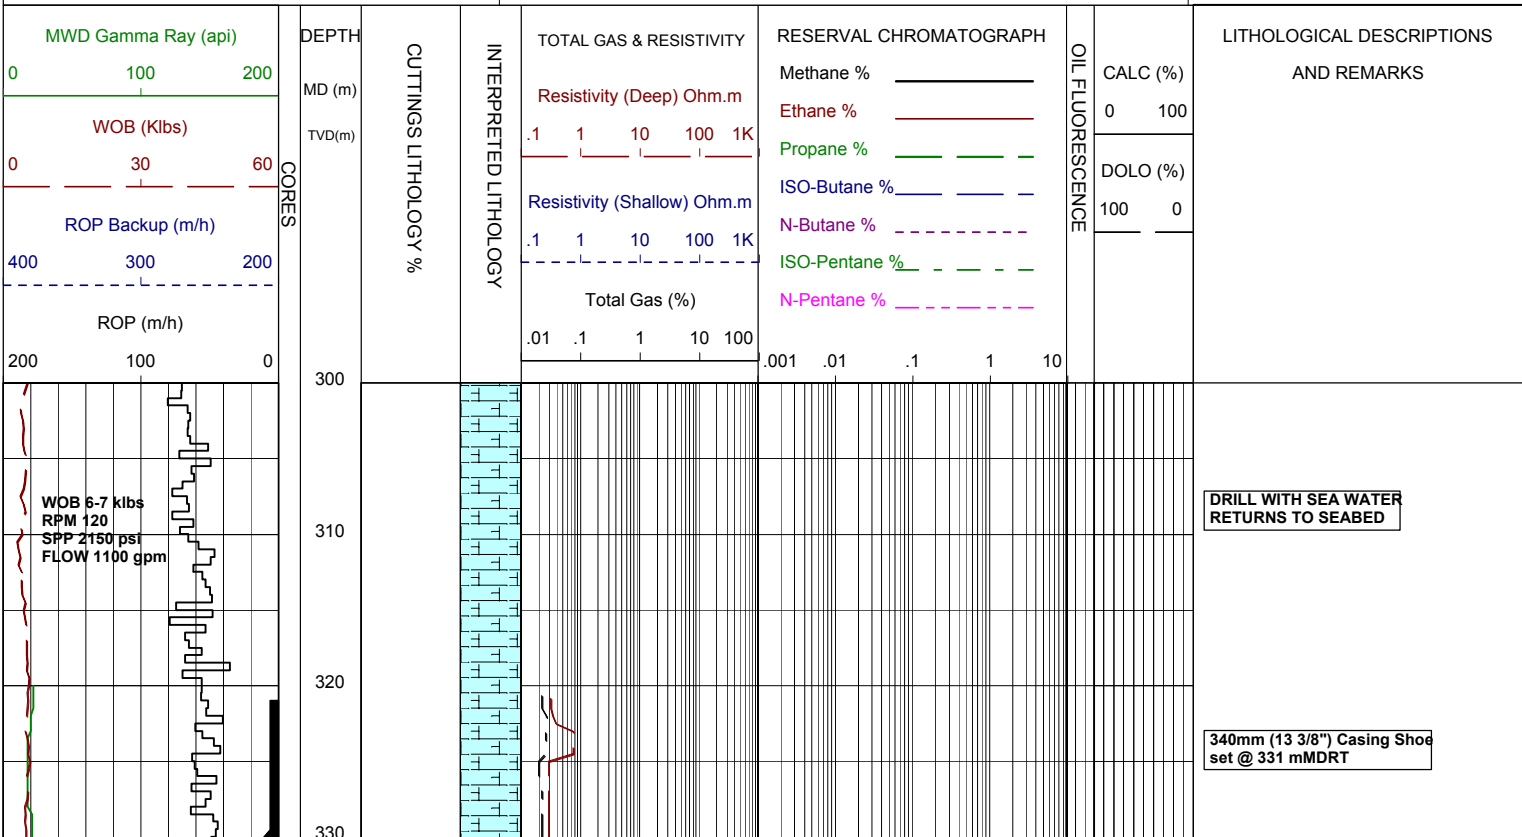 MWD Gamma Ray (api)
0 100 200
WOB (Klbs)
0 30 60
ROP Backup (m/h)
400 300 200
ROP (m/h)
200 100 0
CORES
DEPTH
MD (m)
TVD(m)
CUTTINGS LITHOLOGY %
INTERPRETED LITHOLOGY
TOTAL GAS & RESISTIVITY
Resistivity (Deep) Ohm.m
.1 1 10 100 1K
Resistivity (Shallow) Ohm.m
.1 1 10 100 1K
Total Gas (%)
.01 .1 1 10 100
RESERVAL CHROMATOGRAPH
Methane %
Ethane %
Propane %
ISO-Butane %
N-Butane %
ISO-Pentane %
N-Pentane %
.001 .01 .1 1 10
OIL FLUORESCENCE
CALC (%)
0 100
DOLO (%)
100 0
LITHOLOGICAL DESCRIPTIONS
AND REMARKS
300
WOB 6-7 klbs
RPM 120
SPP 2150 psi
FLOW 1100 gpm
310
DRILL WITH SEA WATER
RETURNS TO SEABED
320
340mm (13 3/8") Casing Shoe
set @ 331 mMDRT
330